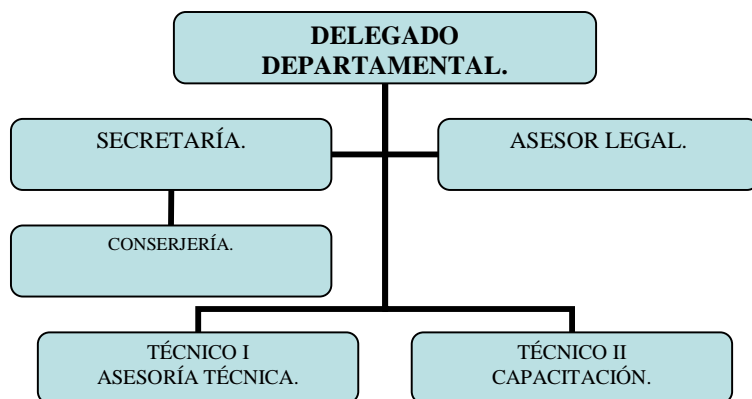 DELEGADO
DEPARTAMENTAL.
SECRETARÍA.
ASESOR LEGAL.
CONSERJERÍA.
TÉCNICO I
ASESORÍA TÉCNICA.
TÉCNICO II
CAPACITACIÓN.